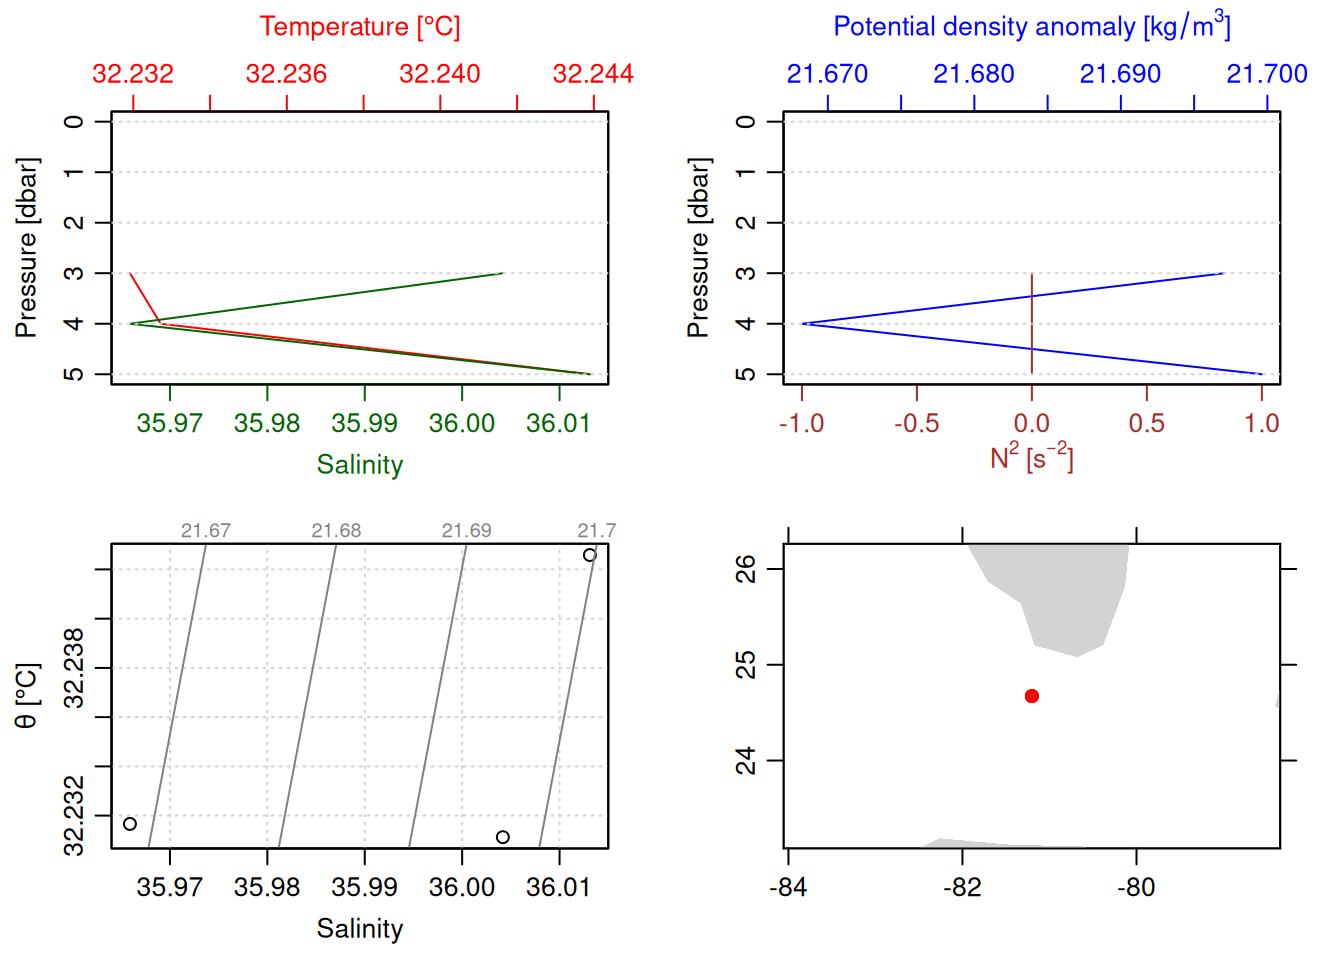 Temperature [°C]
32.232 32.236 32.240 32.244
Pressure [dbar]
0 1 2 3 4 5
35.97 35.98 35.99 36.00 36.01
Salinity
Potential density anomaly [kg/m³]
21.670 21.680 21.690 21.700
Pressure [dbar]
0 1 2 3 4 5
-1.0 -0.5 0.0 0.5 1.0
N² [s⁻²]
21.67 21.68 21.69 21.7
θ [°C]
32.232 32.238
35.97 35.98 35.99 36.00 36.01
Salinity
26
25
24
-84 -82 -80